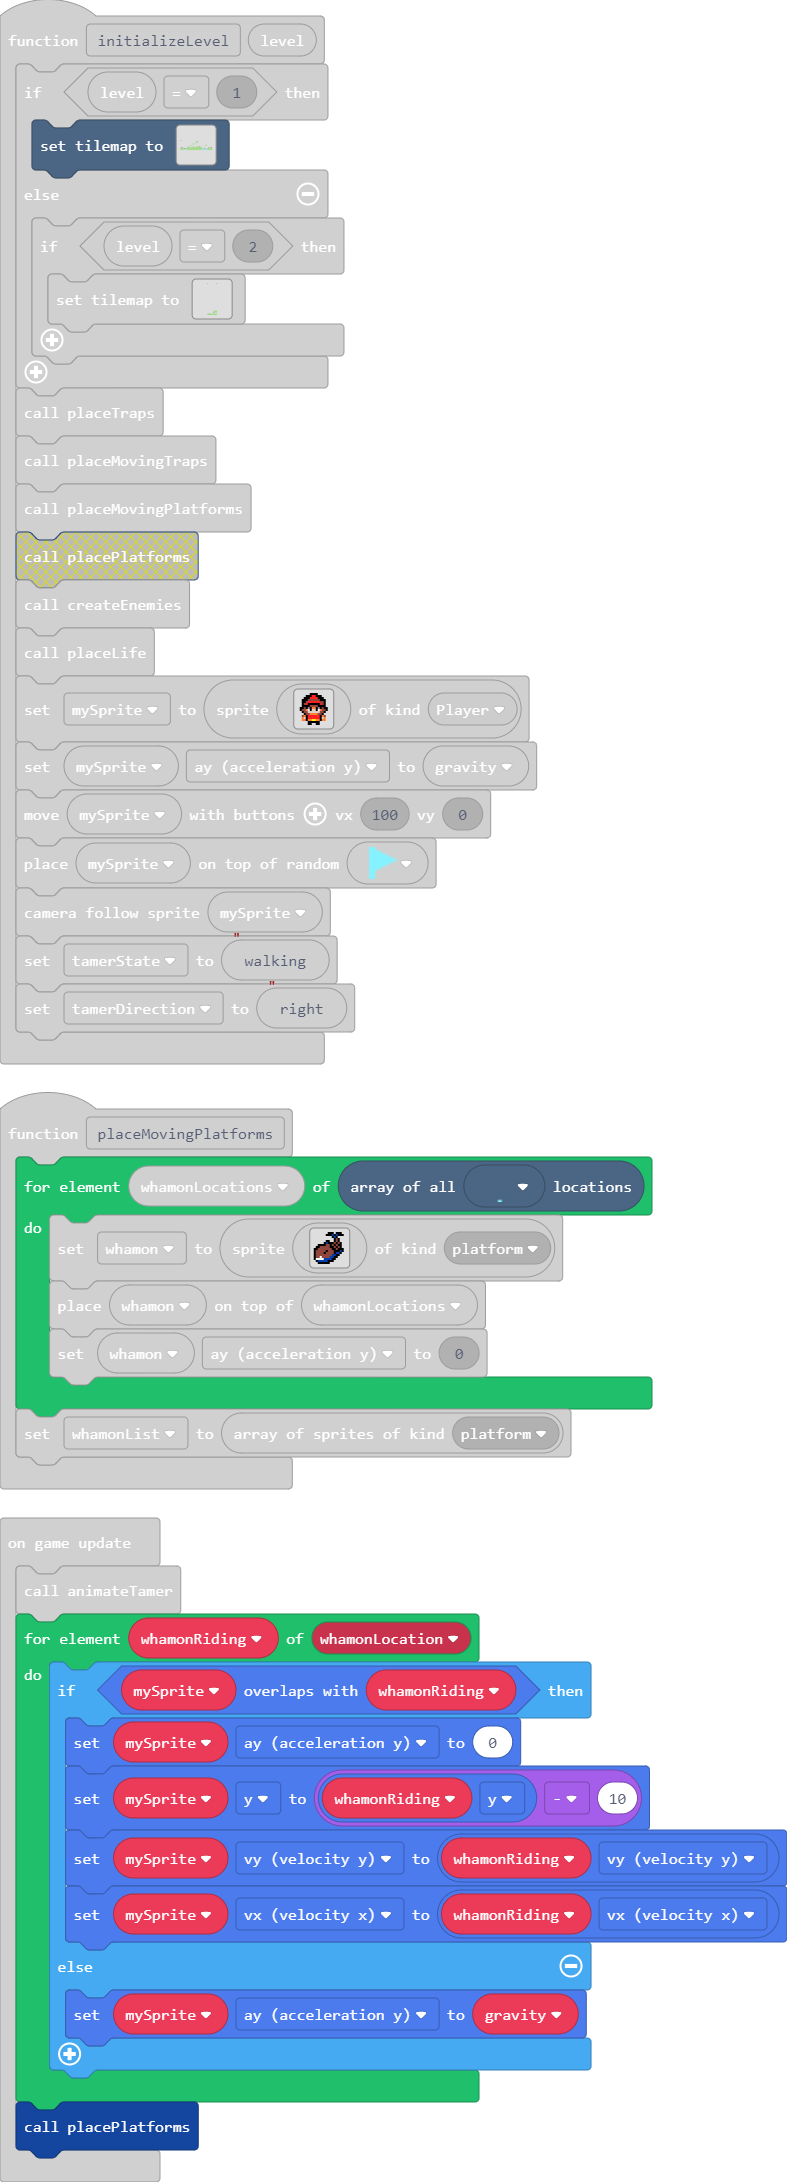 function initializeLevel level
if level = 1 then
set tilemap to
else
if level = 2 then
set tilemap to
call placeTraps
call placeMovingTraps
call placeMovingPlatforms
call placePlatforms
call createEnemies
call placeLife
set mySprite to sprite of kind Player
set mySprite ay (acceleration y) to gravity
move mySprite with buttons vx 100 vy 0
place mySprite on top of random
camera follow sprite mySprite
set tamerState to "walking
set tamerDirection to "right
function placeMovingPlatforms
for element whamonLocations of array of all locations
do
set whamon to sprite of kind platform
place whamon on top of whamonLocations
set whamon ay (acceleration y) to 0
set whamonList to array of sprites of kind platform
on game update
call animateTamer
for element whamonRiding of whamonLocation
do
if mySprite overlaps with whamonRiding then
set mySprite ay (acceleration y) to 0
set mySprite y to whamonRiding y - 10
set mySprite vy (velocity y) to whamonRiding vy (velocity y)
set mySprite vx (velocity x) to whamonRiding vx (velocity x)
else
set mySprite ay (acceleration y) to gravity
call placePlatforms